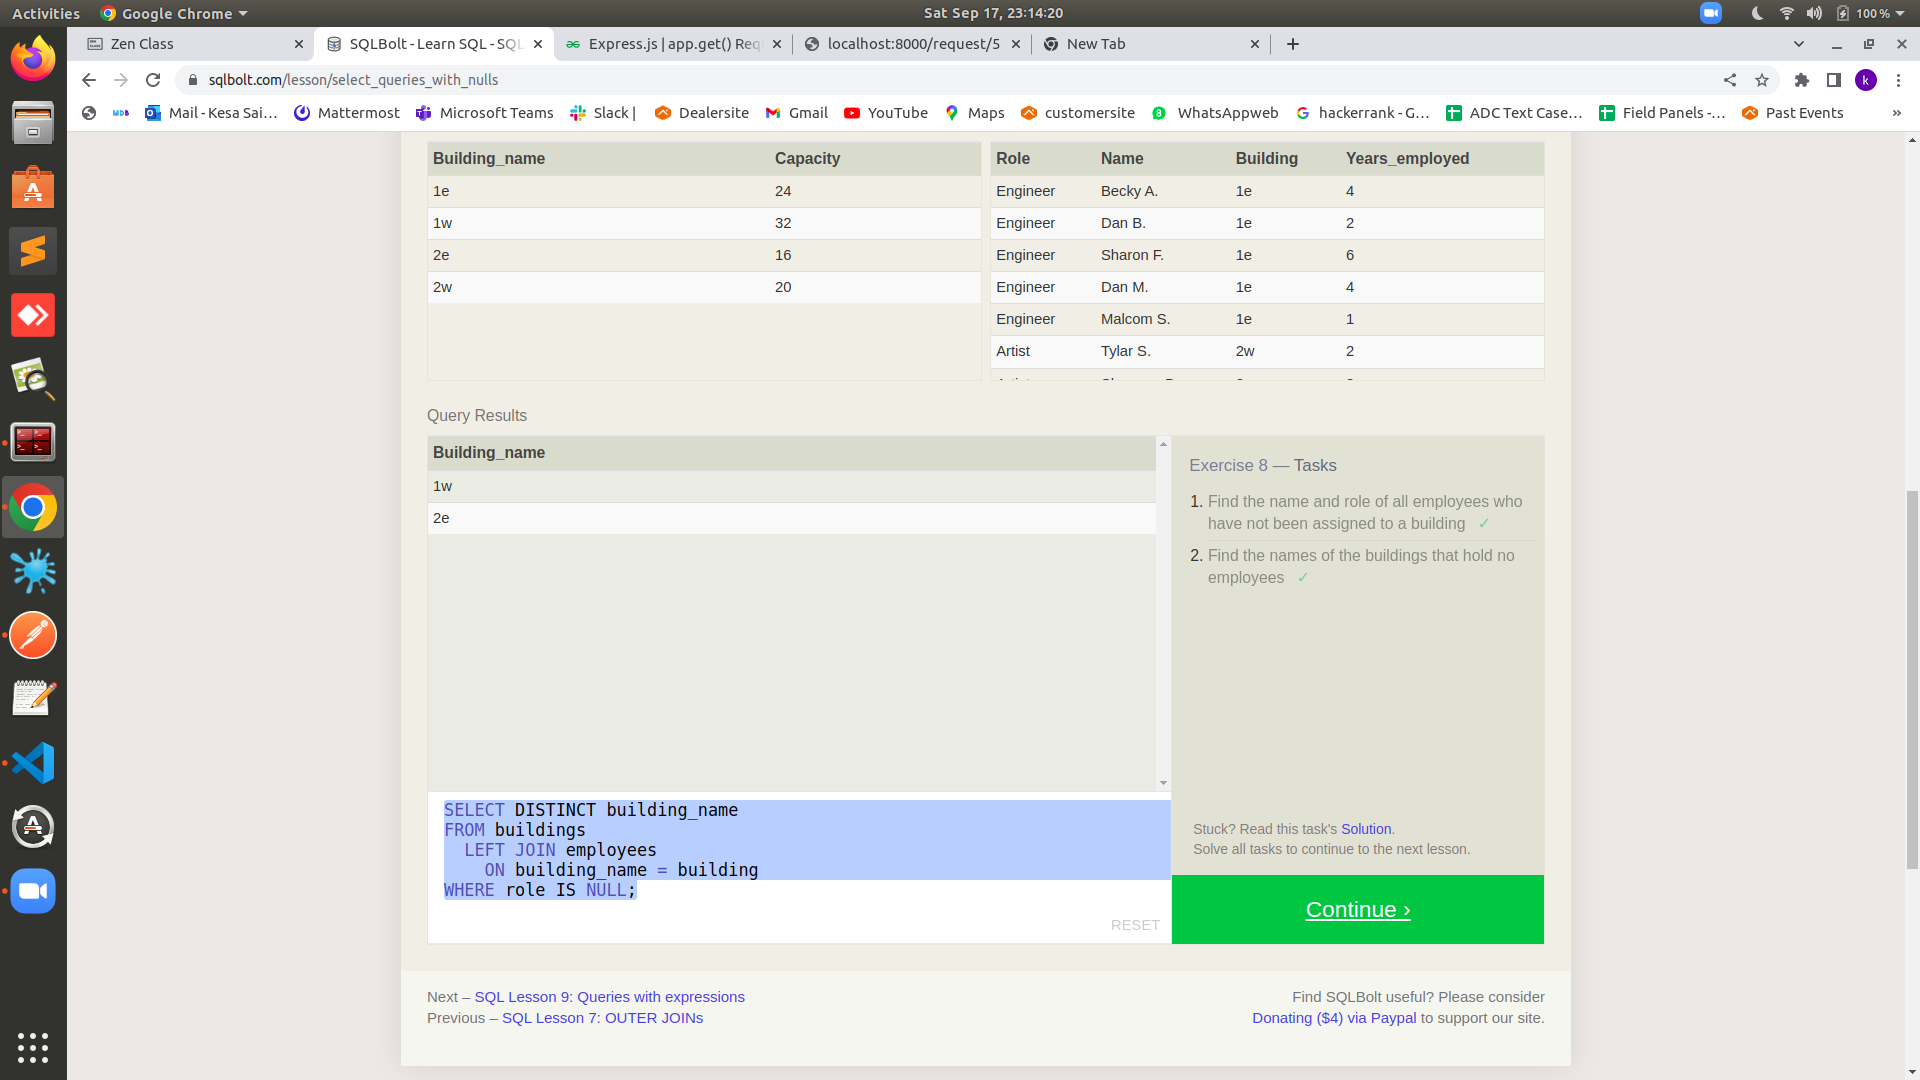 Activities
Google Chrome
Sat Sep 17, 23:14:20
100 %
Zen Class
SQLBolt - Learn SQL - SQL
Express.js | app.get() Req
localhost:8000/request/5
New Tab
sqlbolt.com/lesson/select_queries_with_nulls
k
MDB
Mail - Kesa Sai...
Mattermost
Microsoft Teams
Slack |
Dealersite
Gmail
YouTube
Maps
customersite
WhatsAppweb
hackerrank - G...
ADC Text Case...
Field Panels -...
Past Events
»
Building_name Capacity
1e 24
1w 32
2e 16
2w 20
Role Name Building Years_employed
Engineer Becky A. 1e 4
Engineer Dan B. 1e 2
Engineer Sharon F. 1e 6
Engineer Dan M. 1e 4
Engineer Malcom S. 1e 1
Artist Tylar S. 2w 2
Query Results
Building_name
1w
2e
Exercise 8 — Tasks
1. Find the name and role of all employees who
have not been assigned to a building ✓
2. Find the names of the buildings that hold no
employees ✓
SELECT DISTINCT building_name
FROM buildings
LEFT JOIN employees
ON building_name = building
WHERE role IS NULL;
RESET
Stuck? Read this task's Solution.
Solve all tasks to continue to the next lesson.
Continue ›
Next – SQL Lesson 9: Queries with expressions
Previous – SQL Lesson 7: OUTER JOINs
Find SQLBolt useful? Please consider
Donating ($4) via Paypal to support our site.